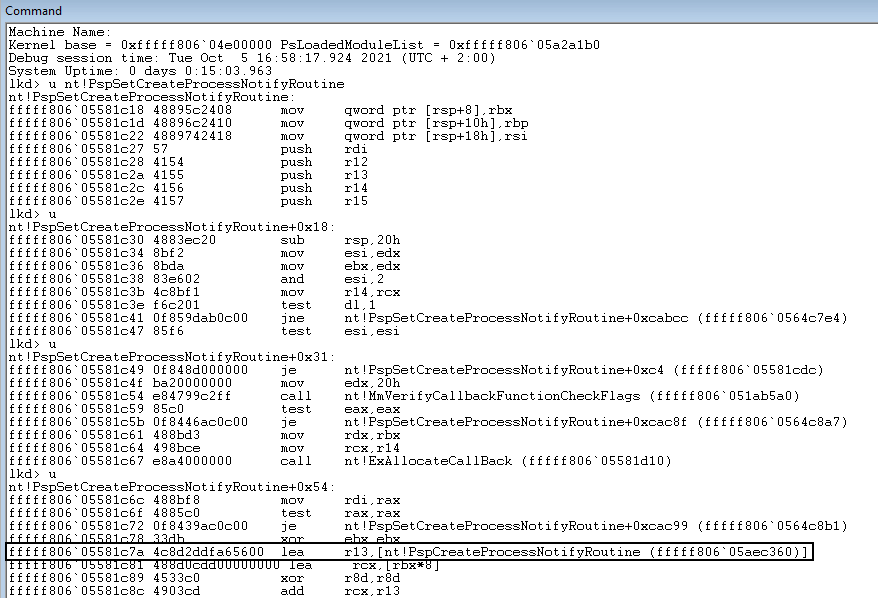 Command
Machine Name:
Kernel base = 0xfffff806`04e00000 PsLoadedModuleList = 0xfffff806`05a2a1b0
Debug session time: Tue Oct  5 16:58:17.924 2021 (UTC + 2:00)
System Uptime: 0 days 0:15:03.963
lkd> u nt!PspSetCreateProcessNotifyRoutine
nt!PspSetCreateProcessNotifyRoutine:
fffff806`05581c18 48895c2408      mov     qword ptr [rsp+8],rbx
fffff806`05581c1d 48896c2410      mov     qword ptr [rsp+10h],rbp
fffff806`05581c22 4889742418      mov     qword ptr [rsp+18h],rsi
fffff806`05581c27 57              push    rdi
fffff806`05581c28 4154            push    r12
fffff806`05581c2a 4155            push    r13
fffff806`05581c2c 4156            push    r14
fffff806`05581c2e 4157            push    r15
lkd> u
nt!PspSetCreateProcessNotifyRoutine+0x18:
fffff806`05581c30 4883ec20        sub     rsp,20h
fffff806`05581c34 8bf2            mov     esi,edx
fffff806`05581c36 8bda            mov     ebx,edx
fffff806`05581c38 83e602          and     esi,2
fffff806`05581c3b 4c8bf1          mov     r14,rcx
fffff806`05581c3e f6c201          test    dl,1
fffff806`05581c41 0f859dab0c00    jne     nt!PspSetCreateProcessNotifyRoutine+0xcabcc (fffff806`0564c7e4)
fffff806`05581c47 85f6            test    esi,esi
lkd> u
nt!PspSetCreateProcessNotifyRoutine+0x31:
fffff806`05581c49 0f848d000000    je      nt!PspSetCreateProcessNotifyRoutine+0xc4 (fffff806`05581cdc)
fffff806`05581c4f ba20000000      mov     edx,20h
fffff806`05581c54 e84799c2ff      call    nt!MmVerifyCallbackFunctionCheckFlags (fffff806`051ab5a0)
fffff806`05581c59 85c0            test    eax,eax
fffff806`05581c5b 0f8446ac0c00    je      nt!PspSetCreateProcessNotifyRoutine+0xcac8f (fffff806`0564c8a7)
fffff806`05581c61 488bd3          mov     rdx,rbx
fffff806`05581c64 498bce          mov     rcx,r14
fffff806`05581c67 e8a4000000      call    nt!ExAllocateCallBack (fffff806`05581d10)
lkd> u
nt!PspSetCreateProcessNotifyRoutine+0x54:
fffff806`05581c6c 488bf8          mov     rdi,rax
fffff806`05581c6f 4885c0          test    rax,rax
fffff806`05581c72 0f8439ac0c00    je      nt!PspSetCreateProcessNotifyRoutine+0xcac99 (fffff806`0564c8b1)
fffff806`05581c78 33db            xor     ebx,ebx
fffff806`05581c7a 4c8d2ddfa65600  lea     r13,[nt!PspCreateProcessNotifyRoutine (fffff806`05aec360)]
fffff806`05581c81 488d0cdd00000000 lea     rcx,[rbx*8]
fffff806`05581c89 4533c0          xor     r8d,r8d
fffff806`05581c8c 4903cd          add     rcx,r13